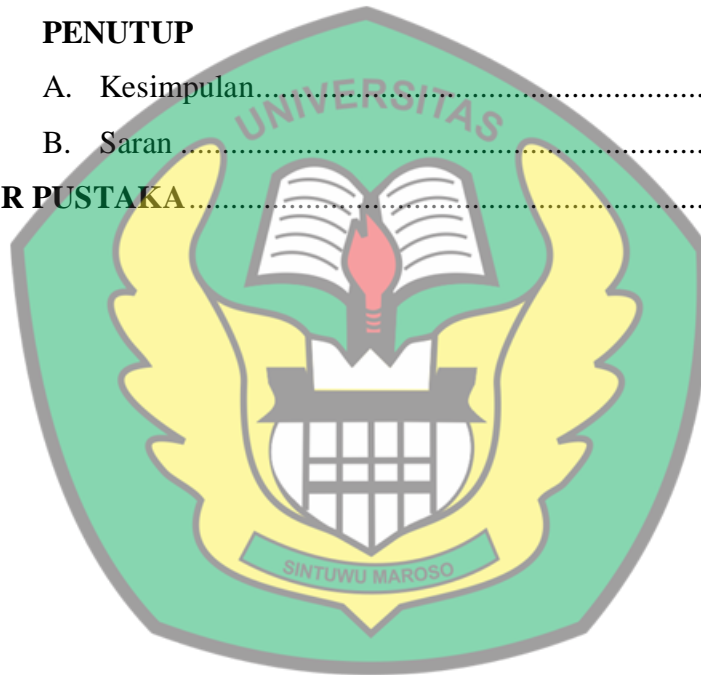 PENUTUP
A. Kesimpulan................................................................
B. Saran ................................................................
R PUSTAKA................................................................
UNIVERSITAS
SINTUWU MAROSO